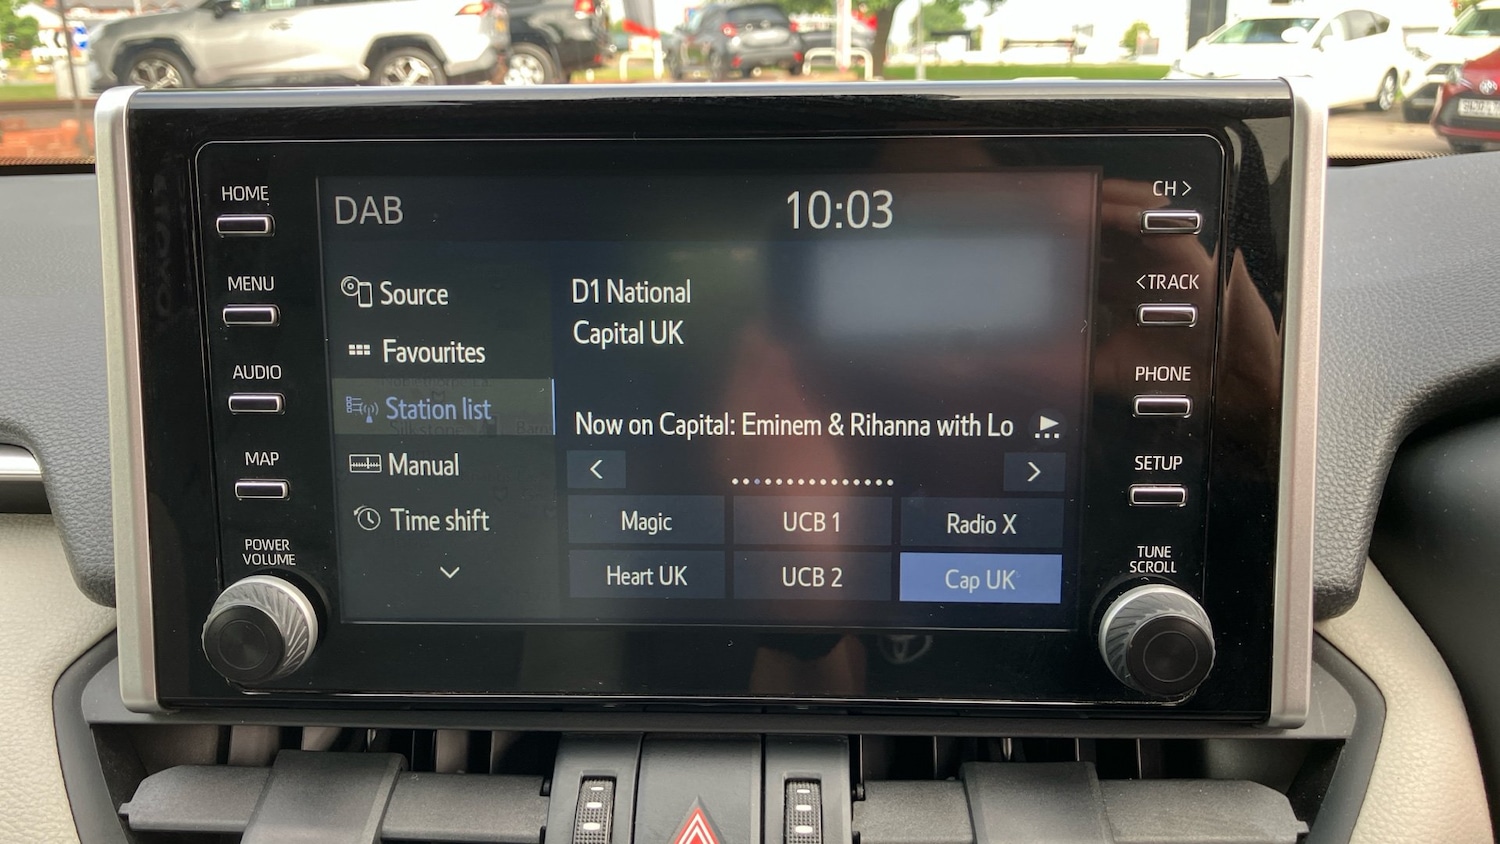 HOME
MENU
AUDIO
MAP
POWER
VOLUME
DAB
10:03
Source
Favourites
Station list
Manual
Time shift
D1 National
Capital UK
Now on Capital: Eminem & Rihanna with Lo
Magic
UCB 1
Radio X
Heart UK
UCB 2
Cap UK
CH >
< TRACK
PHONE
SETUP
TUNE
SCROLL